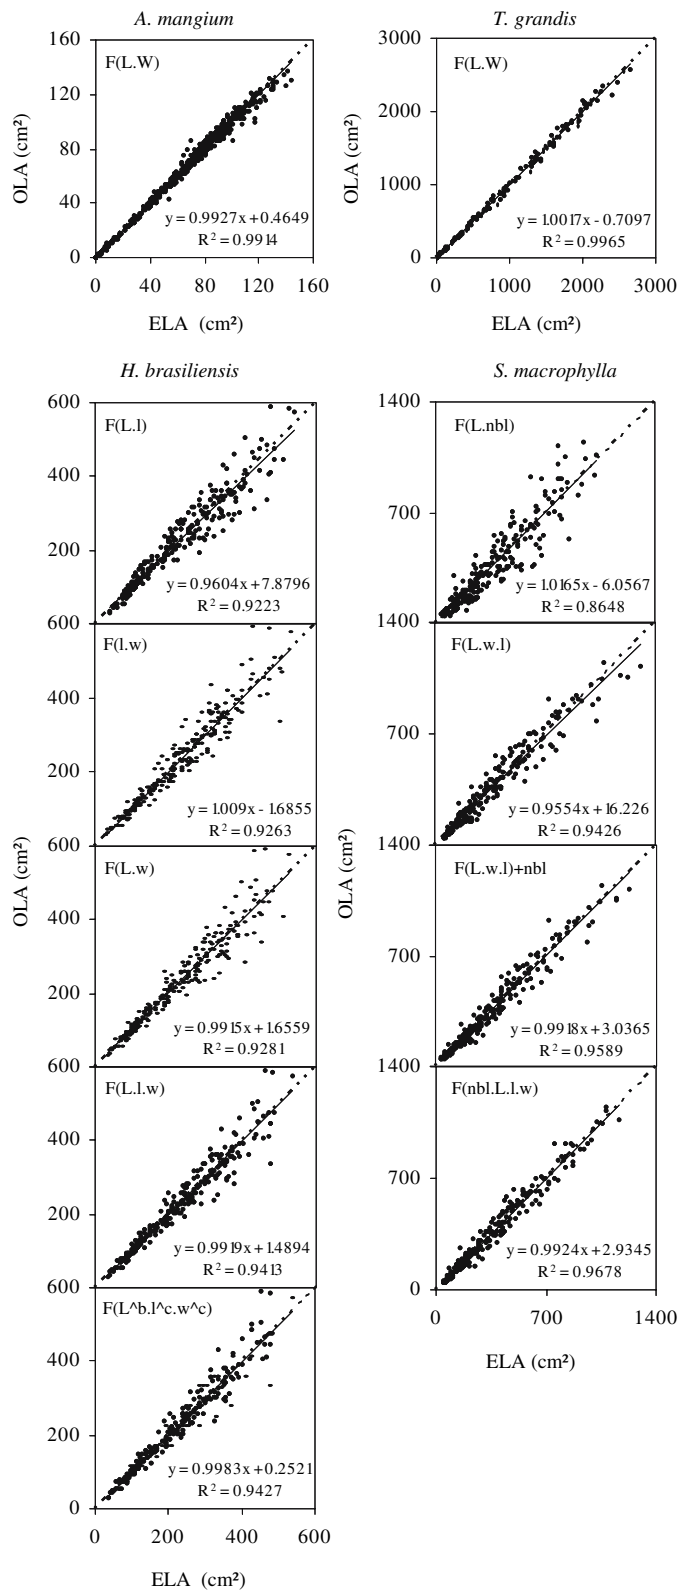 A. mangium
T. grandis
160
120
80
40
0
OLA (cm²)
F(L.W)
y = 0.9927x + 0.4649
R² = 0.9914
0 40 80 120 160
ELA (cm²)
3000
2000
1000
0
OLA (cm²)
F(L.W)
y = 1.0017x - 0.7097
R² = 0.9965
0 1000 2000 3000
ELA (cm²)
H. brasiliensis
S. macrophylla
OLA (cm²)
600
400
200
F(L.l)
y = 0.9604x + 7.8796
R² = 0.9223
600
400
200
F(l.w)
y = 1.009x - 1.6855
R² = 0.9263
600
400
200
F(L.w)
y = 0.9915x + 1.6559
R² = 0.9281
600
400
200
F(L.l.w)
y = 0.9919x + 1.4894
R² = 0.9413
600
400
200
0
F(L^b.l^c.w^c)
y = 0.9983x + 0.2521
R² = 0.9427
0 200 400 600
ELA (cm²)
OLA (cm²)
1400
700
F(L.nbl)
y = 1.0165x - 6.0567
R² = 0.8648
1400
700
F(L.w.l)
y = 0.9554x + 16.226
R² = 0.9426
1400
700
F(L.w.l)+nbl
y = 0.9918x + 3.0365
R² = 0.9589
1400
700
0
F(nbl.L.l.w)
y = 0.9924x + 2.9345
R² = 0.9678
0 700 1400
ELA (cm²)